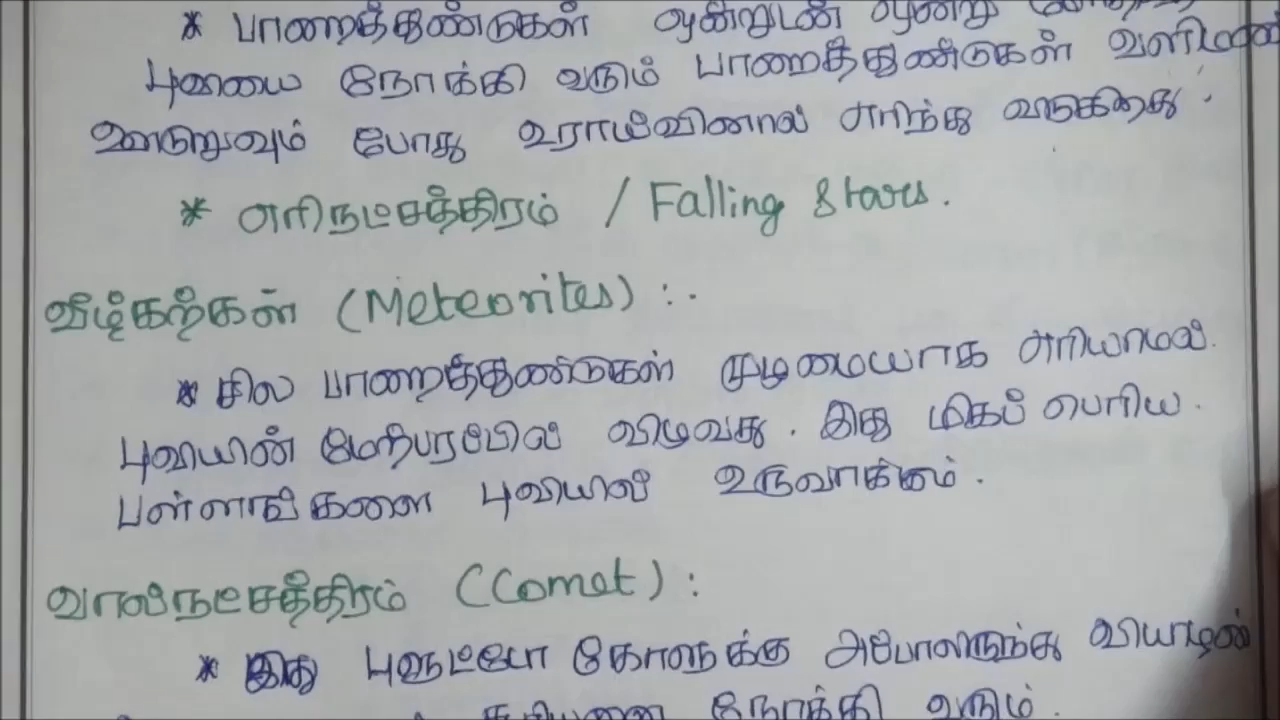 * பாறைத்துண்டுகள் ஒன்றுடன் ஒன்று
புவியை நோக்கி வரும் பாறைத்துண்டுகள் வளிமண்
ஊடுறுவும் போது உராய்வினால் எரிந்து விடுகிறது.
* எரிநட்சத்திரம் / Falling Stars.
வீழ்கற்கள் (Meteorites) :.
* சில பாறைத்துண்டுகள் முழுமையாக எரியாமல்
புவியின் மேற்பரப்பில் விழுவது. இது மிகப் பெரிய.
பள்ளங்களை புவியில் உருவாக்கும்.
வால்நட்சத்திரம் (Comet) :
* இது புளூட்டோ கோளுக்கு அப்பாலிருந்து வியாழன்
சூரியனை நோக்கி வரும்.